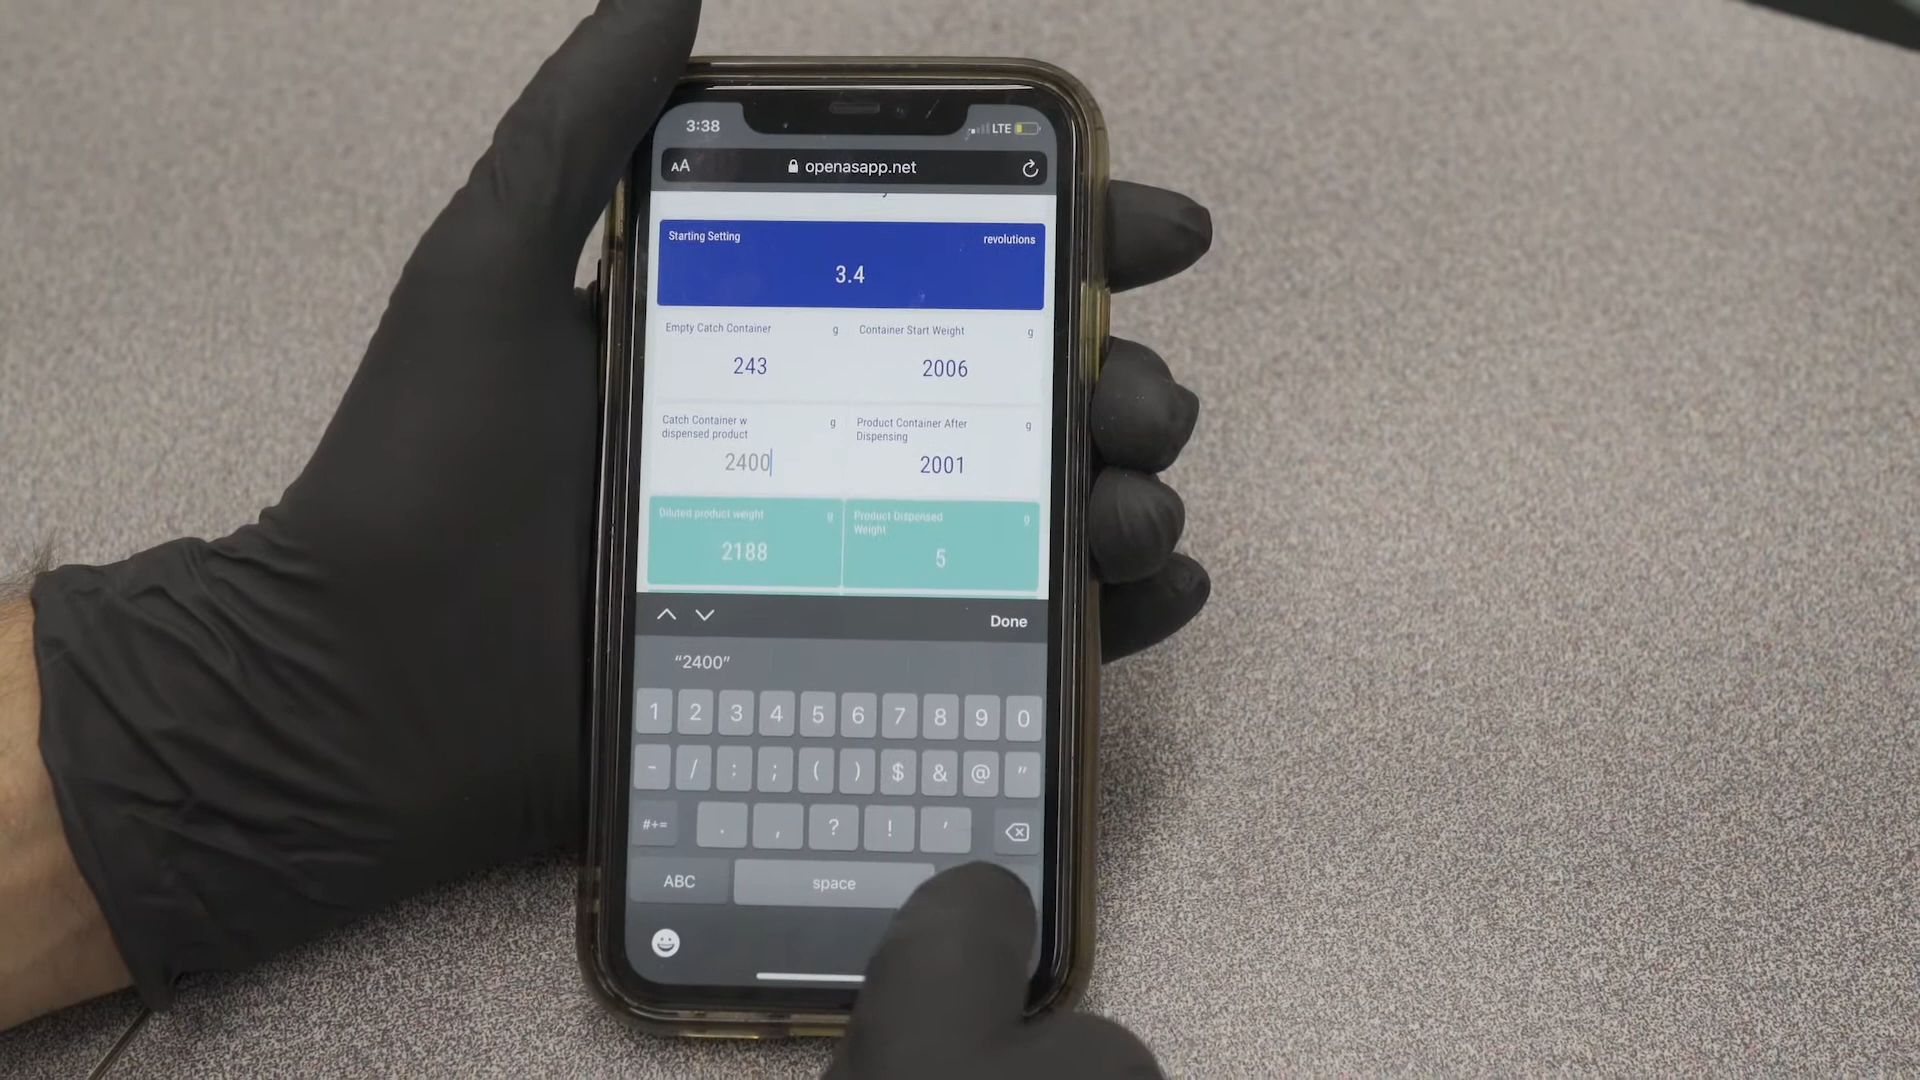 3:38
LTE
AA openasapp.net
Starting Setting revolutions
3.4
Empty Catch Container g Container Start Weight g
243 2006
Catch Container w
dispensed product g
2400
Product Container After
Dispensing g
2001
Diluted product weight g
2188
Product Dispensed
Weight g
5
Done
“2400”
1 2 3 4 5 6 7 8 9 0
- / : ; ( ) $ & @ "
#+= . , ? ! '
ABC space